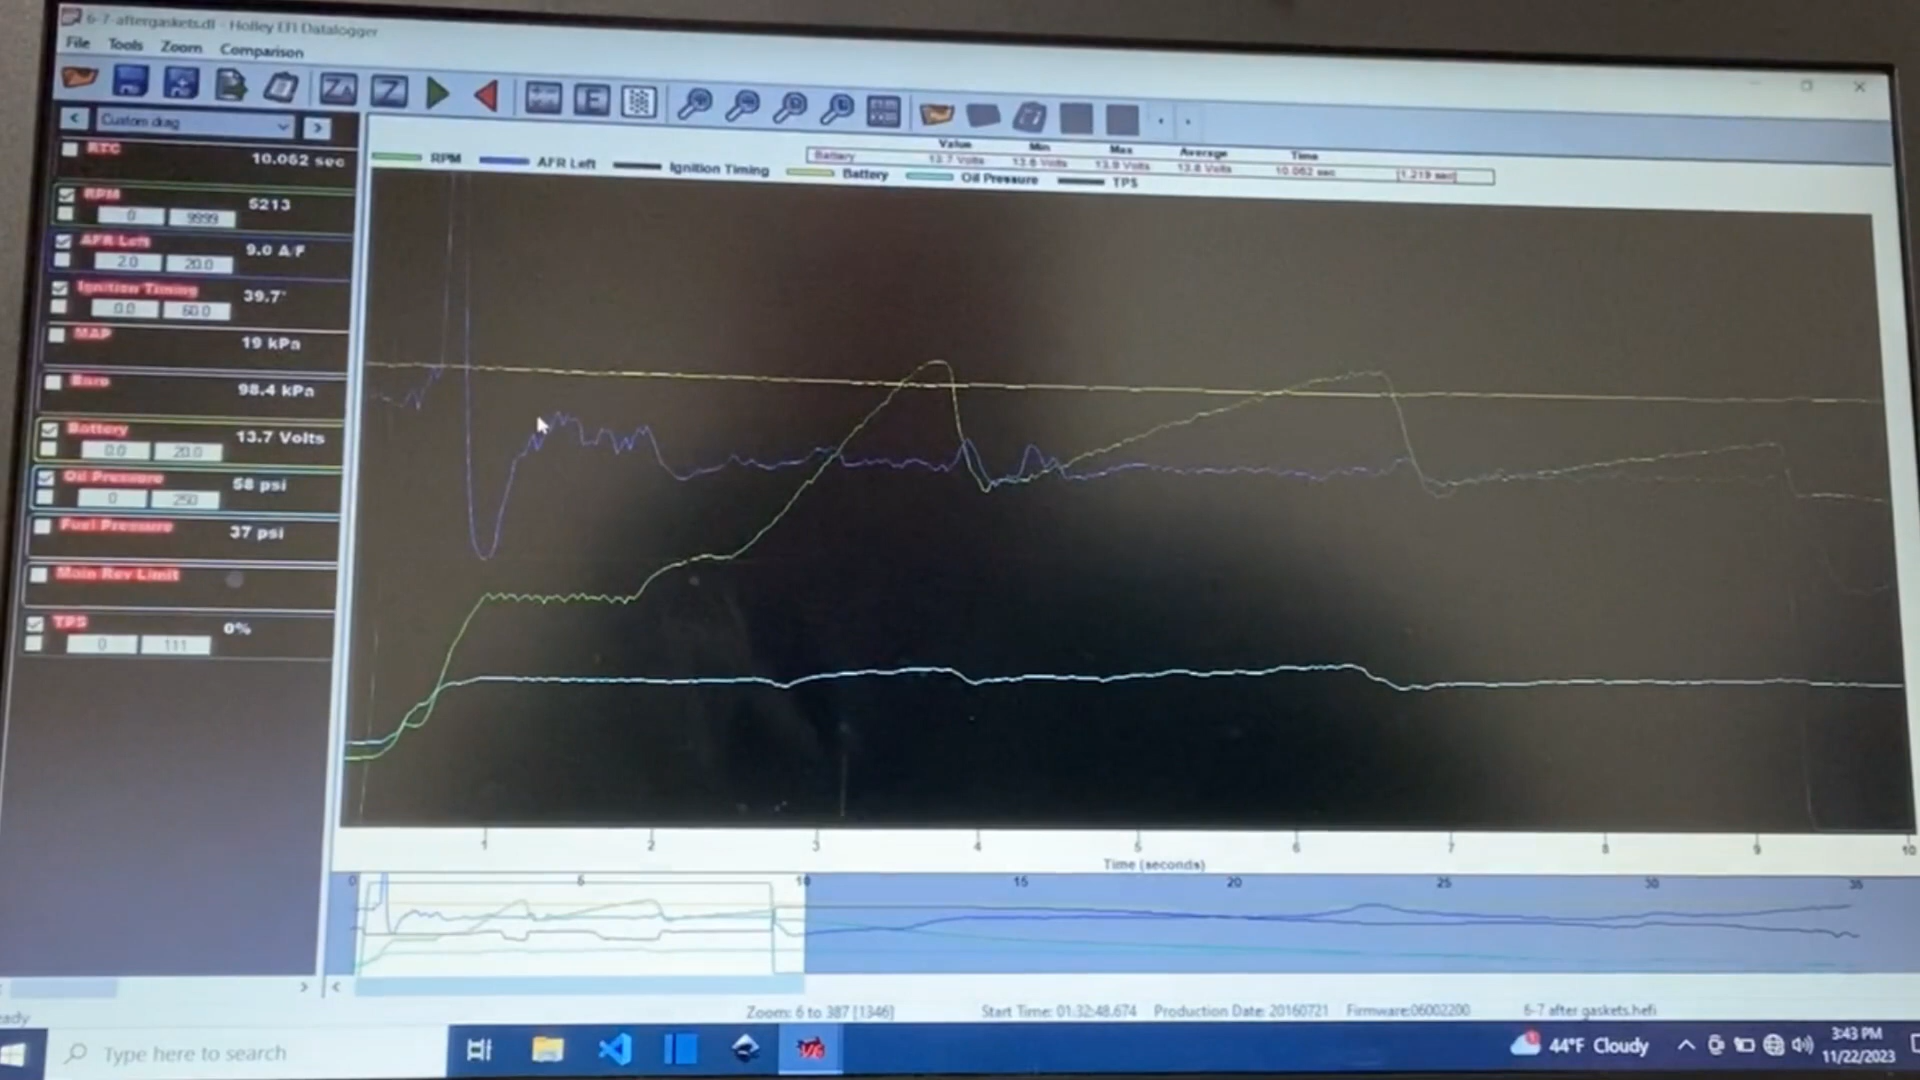 6-7 aftergaskets.dl - Holley EFI Datalogger
File Tools Zoom Comparison
Custom drag
RTC 10.062 sec
RPM 5213
0 9999
AFR Left 9.0 A/F
2.0 20.0
Ignition Timing 39.7°
0.0 60.0
MAP 19 kPa
Baro 98.4 kPa
Battery 13.7 Volts
0.0 20.0
Oil Pressure 58 psi
0 250
Fuel Pressure 37 psi
Main Rev Limit
TPS 0%
0 111
Value Min Max Average Time
Battery 13.7 Volts 13.6 Volts 13.9 Volts 13.8 Volts 10.062 sec [1.219 sec]
RPM AFR Left Ignition Timing Battery Oil Pressure TPS
1 2 3 4 5 6 7 8 9 10
Time (seconds)
0 5 10 15 20 25 30 35
Zoom: 6 to 387 [1346] Start Time: 01:32:48.674 Production Date: 20160721 Firmware:06002200 6-7 after gaskets.hefi
Type here to search
44°F Cloudy
3:43 PM
11/22/2023